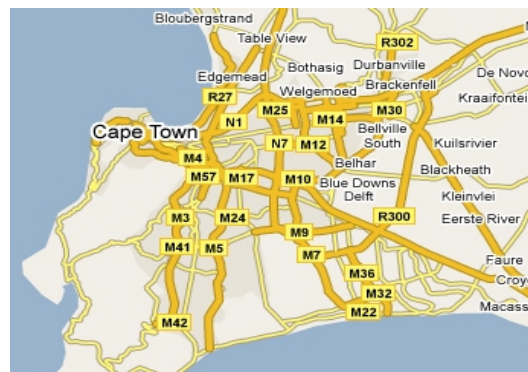 Bloubergstrand
Table View
R302
Durbanville
Bothasig
Edgemead
Welgemoed
Brackenfell
De Novo
Kraaifontein
R27
M25
M14
M30
N1
Cape Town
Bellville
South
Kuilsrivier
N7
M12
M4
Belhar
Blackheath
M57
M17
M10
Blue Downs
Delft
Kleinvlei
M3
M24
R300
Eerste River
M9
M41
M5
M7
Faure
M36
Croy
M32
Macass
M22
M42